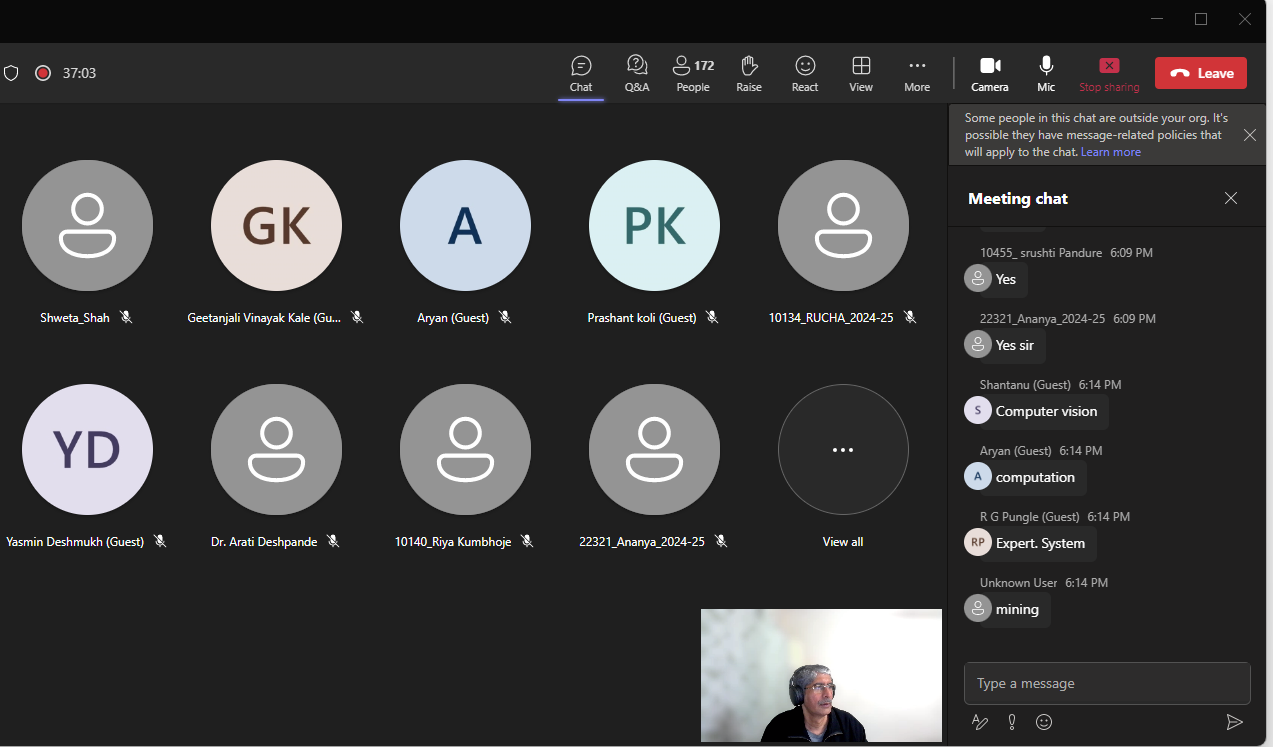 37:03
Chat
Q&A
172
People
Raise
React
View
More
Camera
Mic
Stop sharing
Leave
Some people in this chat are outside your org. It's
possible they have message-related policies that
will apply to the chat. Learn more
GK
A
PK
Shweta_Shah
Geetanjali Vinayak Kale (Gu...
Aryan (Guest)
Prashant koli (Guest)
10134_RUCHA_2024-25
YD
Yasmin Deshmukh (Guest)
Dr. Arati Deshpande
10140_Riya Kumbhoje
22321_Ananya_2024-25
View all
Meeting chat
10455_ srushti Pandure 6:09 PM
Yes
22321_Ananya_2024-25 6:09 PM
Yes sir
Shantanu (Guest) 6:14 PM
S
Computer vision
Aryan (Guest) 6:14 PM
A
computation
R G Pungle (Guest) 6:14 PM
RP
Expert. System
Unknown User 6:14 PM
mining
Type a message